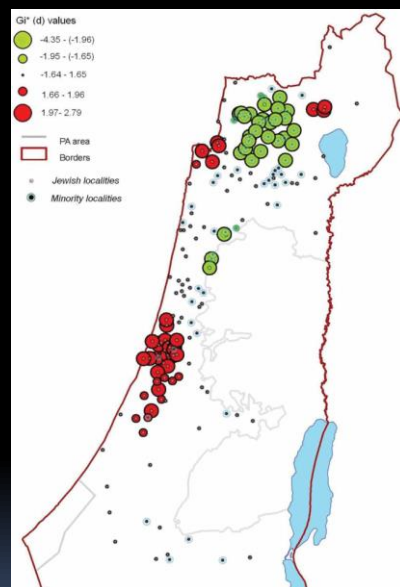 Gi* (d) values
-4.35 - (-1.96)
-1.95 - (-1.65)
-1.64 - 1.65
1.66 - 1.96
1.97- 2.79
PA area
Borders
Jewish localities
Minority localities